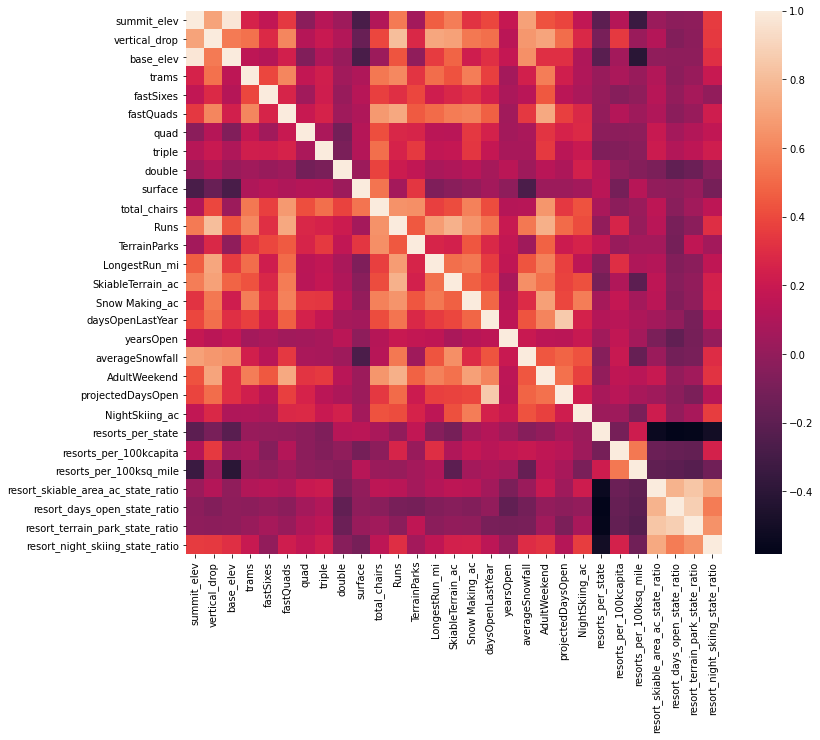 summit_elev
vertical_drop
base_elev
trams
fastSixes
fastQuads
quad
triple
double
surface
total_chairs
Runs
TerrainParks
LongestRun_mi
SkiableTerrain_ac
Snow Making_ac
daysOpenLastYear
yearsOpen
averageSnowfall
AdultWeekend
projectedDaysOpen
NightSkiing_ac
resorts_per_state
resorts_per_100kcapita
resorts_per_100ksq_mile
resort_skiable_area_ac_state_ratio
resort_days_open_state_ratio
resort_terrain_park_state_ratio
resort_night_skiing_state_ratio
summit_elev
vertical_drop
base_elev
trams
fastSixes
fastQuads
quad
triple
double
surface
total_chairs
Runs
TerrainParks
LongestRun_mi
SkiableTerrain_ac
Snow Making_ac
daysOpenLastYear
yearsOpen
averageSnowfall
AdultWeekend
projectedDaysOpen
NightSkiing_ac
resorts_per_state
resorts_per_100kcapita
resorts_per_100ksq_mile
resort_skiable_area_ac_state_ratio
resort_days_open_state_ratio
resort_terrain_park_state_ratio
resort_night_skiing_state_ratio
1.0
0.8
0.6
0.4
0.2
0.0
−0.2
−0.4